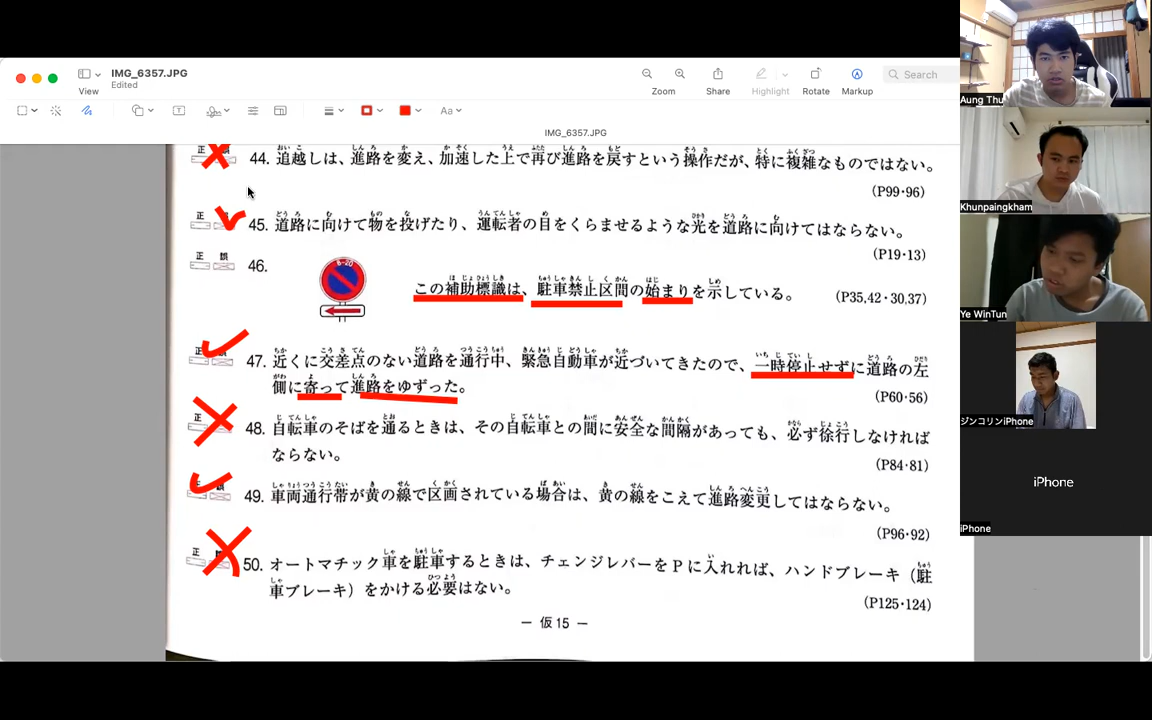 IMG_6357.JPG
Edited
View
Zoom
Share
Highlight
Rotate
Markup
Search
Aa
IMG_6357.JPG
正 誤 44. 追越しは、進路を変え、加速した上で再び進路を戻すという操作だが、特に複雑なものではない。
(P99·96)
正 誤 45. 道路に向けて物を投げたり、運転者の目をくらませるような光を道路に向けてはならない。
(P19·13)
正 誤 46.
8-20
この補助標識は、駐車禁止区間の始まりを示している。 (P35,42·30,37)
47. 近くに交差点のない道路を通行中、緊急自動車が近づいてきたので、一時停止せずに道路の左
側に寄って進路をゆずった。
(P60·56)
48. 自転車のそばを通るときは、その自転車との間に安全な間隔があっても、必ず徐行しなければ
ならない。
(P84·81)
49. 車両通行帯が黄の線で区画されている場合は、黄の線をこえて進路変更してはならない。
(P96·92)
正 50. オートマチック車を駐車するときは、チェンジレバーをPに入れれば、ハンドブレーキ（駐
車ブレーキ）をかける必要はない。
(P125·124)
— 仮15 —
Aung Thu
Khunpaingkham
Ye WinTun
ジンコリンiPhone
iPhone
iPhone